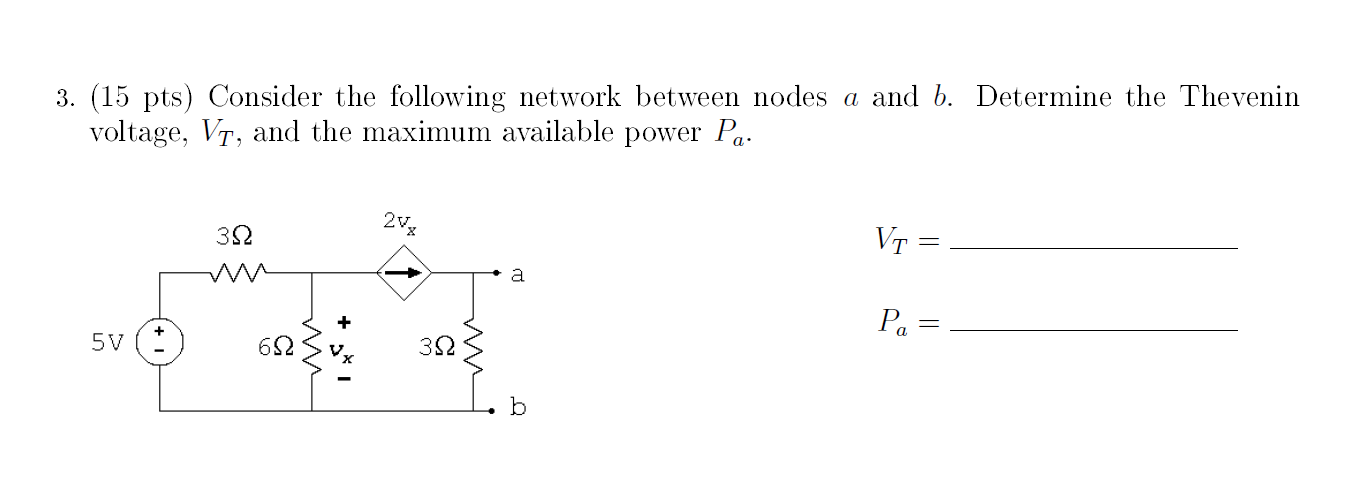 3. (15 pts) Consider the following network between nodes a and b. Determine the Thevenin
voltage, V_T, and the maximum available power P_a.
2v_x
3Ω
V_T =
a
+
5V
+
-
6Ω
v_x
-
3Ω
P_a =
b